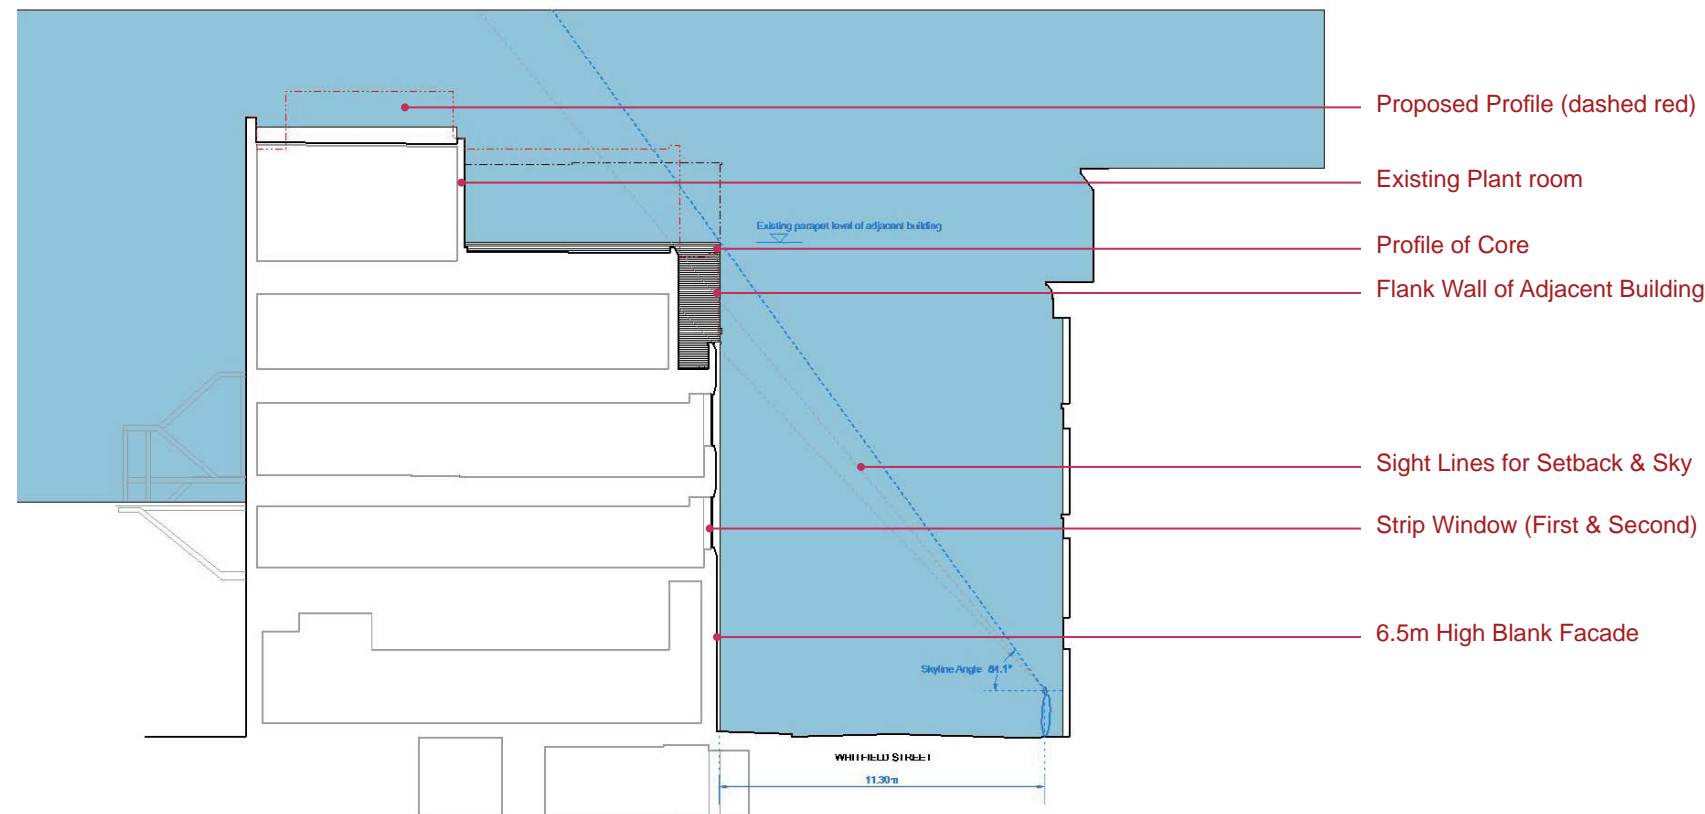 Proposed Profile (dashed red)
Existing Plant room
Existing parapet level of adjacent building
Profile of Core
Flank Wall of Adjacent Building
Sight Lines for Setback & Sky
Strip Window (First & Second)
6.5m High Blank Facade
Skyline Angle 54.1°
WHITFIELD STREET
11.30m